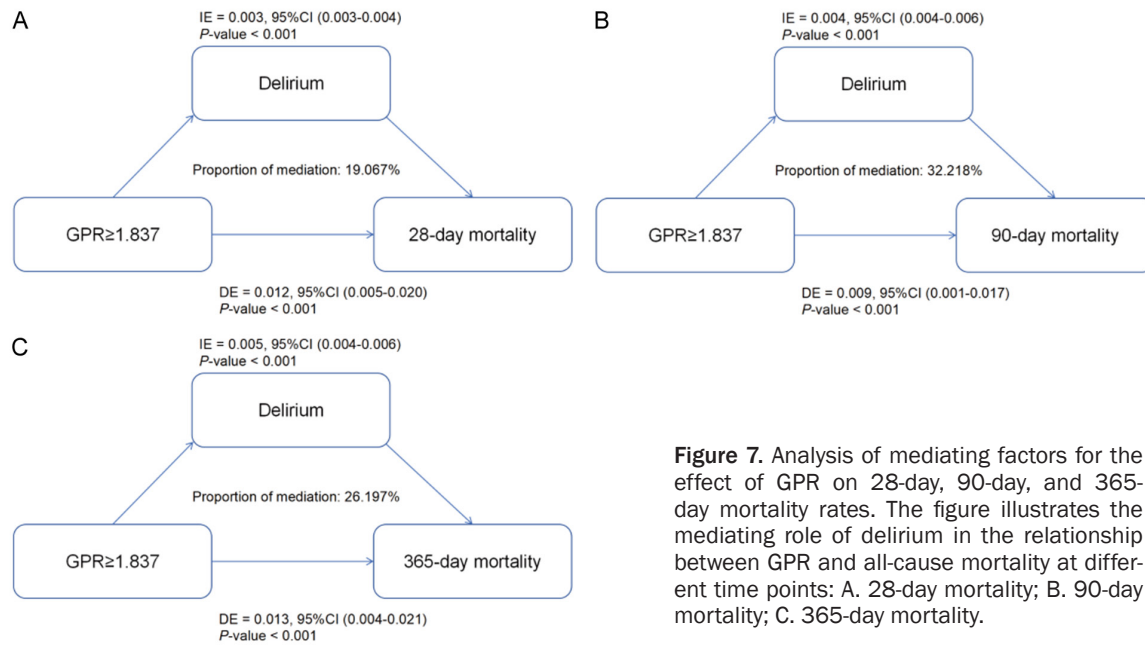 A
IE = 0.003, 95%CI (0.003-0.004)
P-value < 0.001
Delirium
Proportion of mediation: 19.067%
GPR≥1.837
28-day mortality
DE = 0.012, 95%CI (0.005-0.020)
P-value < 0.001
B
IE = 0.004, 95%CI (0.004-0.006)
P-value < 0.001
Delirium
Proportion of mediation: 32.218%
GPR≥1.837
90-day mortality
DE = 0.009, 95%CI (0.001-0.017)
P-value < 0.001
C
IE = 0.005, 95%CI (0.004-0.006)
P-value < 0.001
Delirium
Proportion of mediation: 26.197%
GPR≥1.837
365-day mortality
DE = 0.013, 95%CI (0.004-0.021)
P-value < 0.001
Figure 7. Analysis of mediating factors for the
effect of GPR on 28-day, 90-day, and 365-
day mortality rates. The figure illustrates the
mediating role of delirium in the relationship
between GPR and all-cause mortality at differ-
ent time points: A. 28-day mortality; B. 90-day
mortality; C. 365-day mortality.